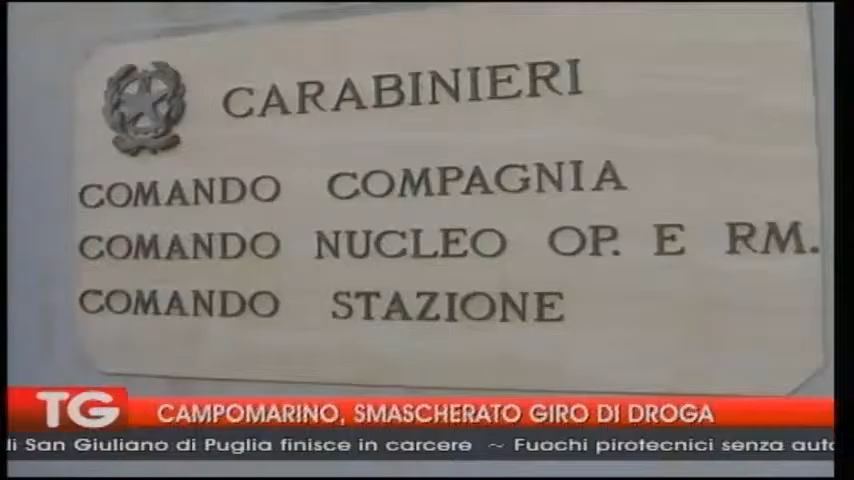 CARABINIERI
COMANDO COMPAGNIA
COMANDO NUCLEO OP. E RM.
COMANDO STAZIONE
TG CAMPOMARINO, SMASCHERATO GIRO DI DROGA
di San Giuliano di Puglia finisce in carcere ~ Fuochi pirotecnici senza